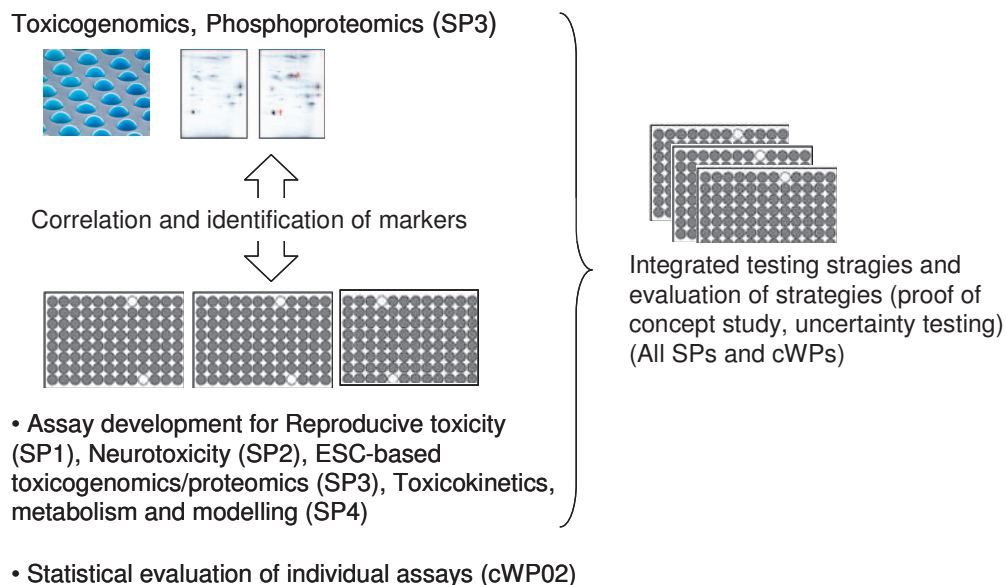 Toxicogenomics, Phosphoproteomics (SP3)
Correlation and identification of markers
Integrated testing stragies and
evaluation of strategies (proof of
concept study, uncertainty testing)
(All SPs and cWPs)
• Assay development for Reproducive toxicity
(SP1), Neurotoxicity (SP2), ESC-based
toxicogenomics/proteomics (SP3), Toxicokinetics,
metabolism and modelling (SP4)
• Statistical evaluation of individual assays (cWP02)